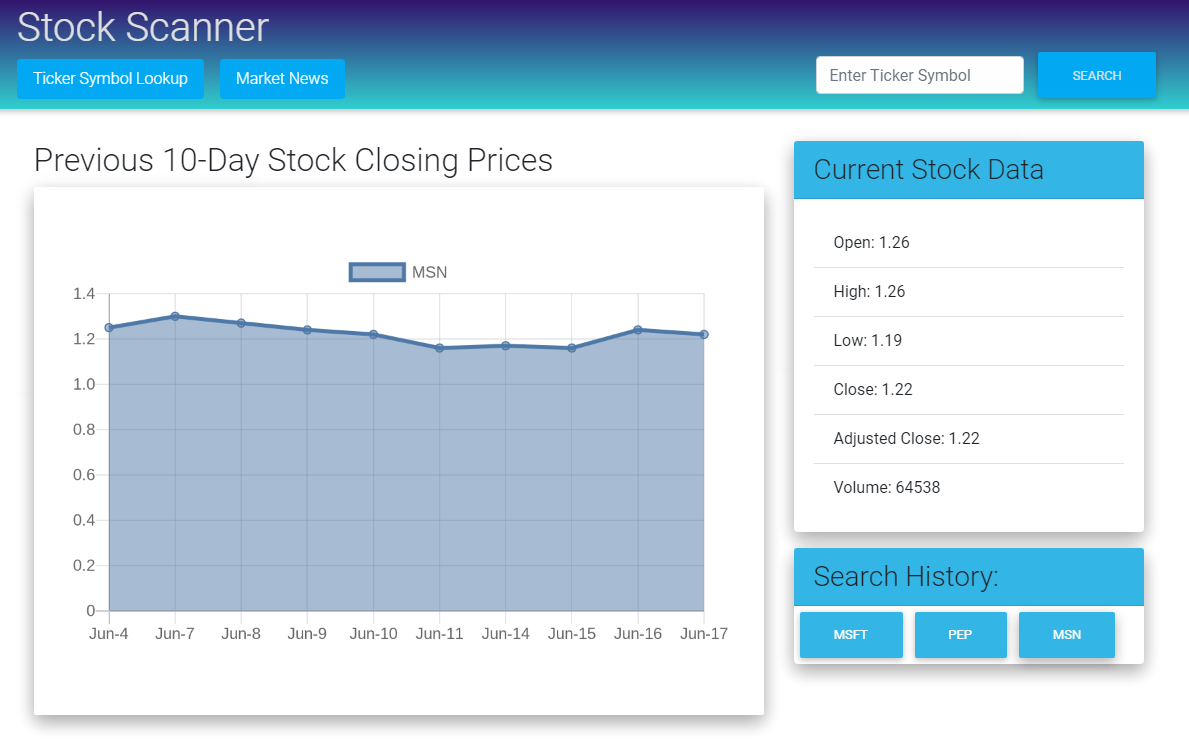 Stock Scanner
Ticker Symbol Lookup
Market News
Enter Ticker Symbol
SEARCH
Previous 10-Day Stock Closing Prices
MSN
1.4
1.2
1.0
0.8
0.6
0.4
0.2
0
Jun-4 Jun-7 Jun-8 Jun-9 Jun-10 Jun-11 Jun-14 Jun-15 Jun-16 Jun-17
Current Stock Data
Open: 1.26
High: 1.26
Low: 1.19
Close: 1.22
Adjusted Close: 1.22
Volume: 64538
Search History:
MSFT
PEP
MSN